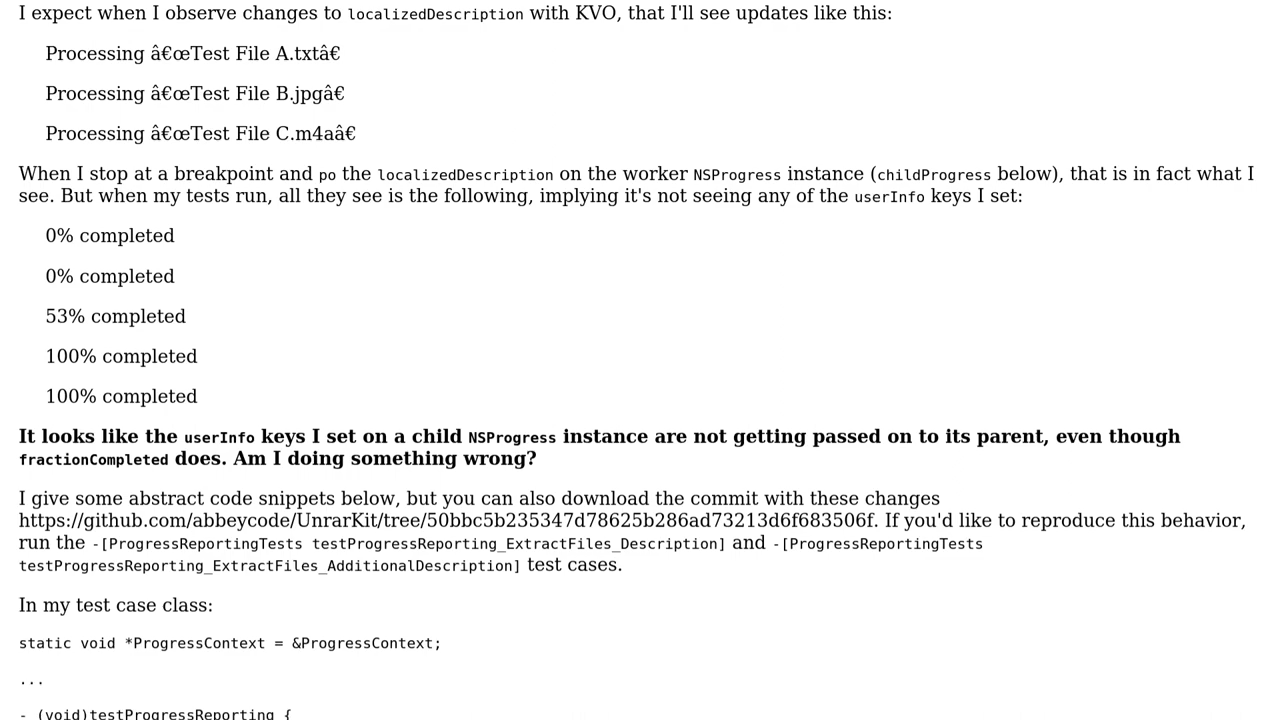 I expect when I observe changes to localizedDescription with KVO, that I'll see updates like this:
Processing â€œTest File A.txtâ€
Processing â€œTest File B.jpgâ€
Processing â€œTest File C.m4aâ€
When I stop at a breakpoint and po the localizedDescription on the worker NSProgress instance (childProgress below), that is in fact what I
see. But when my tests run, all they see is the following, implying it's not seeing any of the userInfo keys I set:
0% completed
0% completed
53% completed
100% completed
100% completed
It looks like the userInfo keys I set on a child NSProgress instance are not getting passed on to its parent, even though
fractionCompleted does. Am I doing something wrong?
I give some abstract code snippets below, but you can also download the commit with these changes
https://github.com/abbeycode/UnrarKit/tree/50bbc5b235347d78625b286ad73213d6f683506f. If you'd like to reproduce this behavior,
run the -[ProgressReportingTests testProgressReporting_ExtractFiles_Description] and -[ProgressReportingTests
testProgressReporting_ExtractFiles_AdditionalDescription] test cases.
In my test case class:
static void *ProgressContext = &ProgressContext;
...
- (void)testProgressReporting {